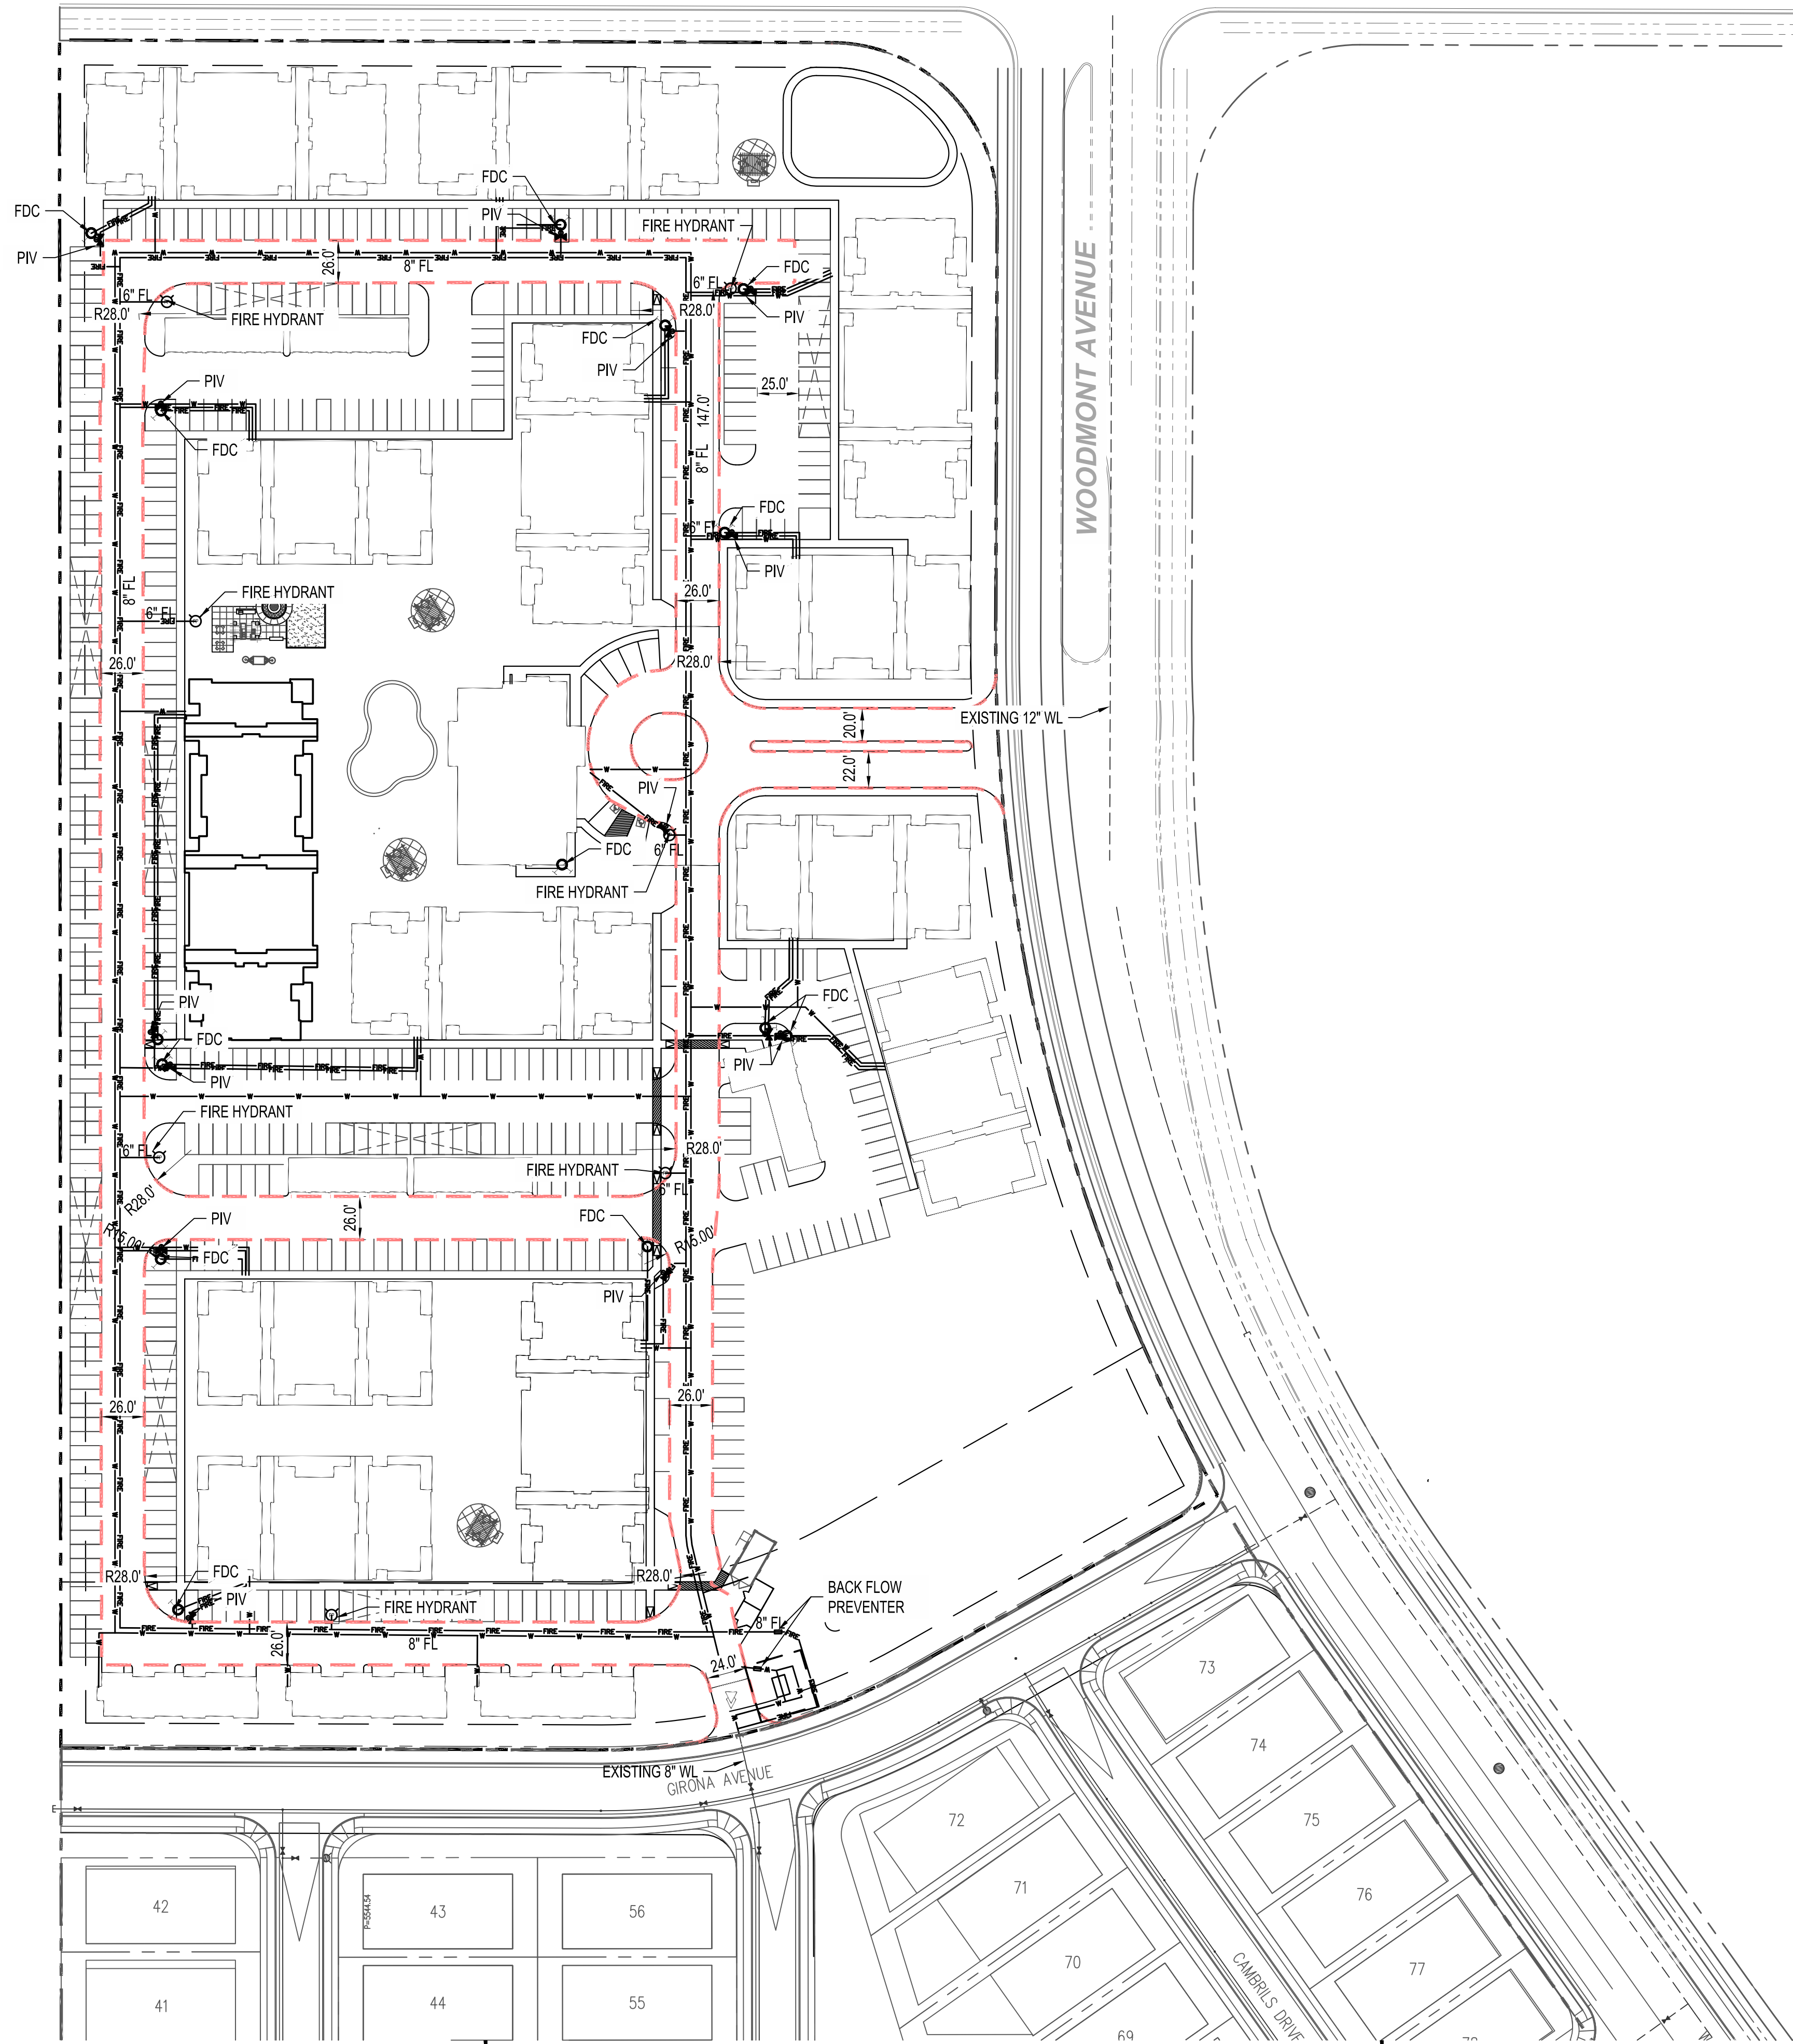 FDC
FDC
PIV
FIRE HYDRANT
PIV
26.0'
8" FL
FDC
6" FL
6" FL
R28.0'
FIRE HYDRANT
R28.0'
PIV
FDC
PIV
PIV
25.0'
147.0'
8" FL
FDC
WOODMONT AVENUE
FDC
PIV
8" FL
26.0'
FIRE HYDRANT
6" FL
26.0'
R28.0'
EXISTING 12" WL
20.0'
22.0'
PIV
FDC
6" FL
FIRE HYDRANT
PIV
FDC
FDC
PIV
PIV
FIRE HYDRANT
6" FL
R28.0'
FIRE HYDRANT
6" FL
R28.0'
26.0'
PIV
FDC
R15.00'
FDC
R15.00'
PIV
26.0'
26.0'
R28.0'
FDC
PIV
R28.0'
FIRE HYDRANT
BACK FLOW
PREVENTER
8" FL
8" FL
26.0'
24.0'
EXISTING 8" WL
GIRONA AVENUE
73
74
72
75
42
43
P=5544.54
56
71
76
70
77
CAMBRILS DRIVE
41
44
55
69